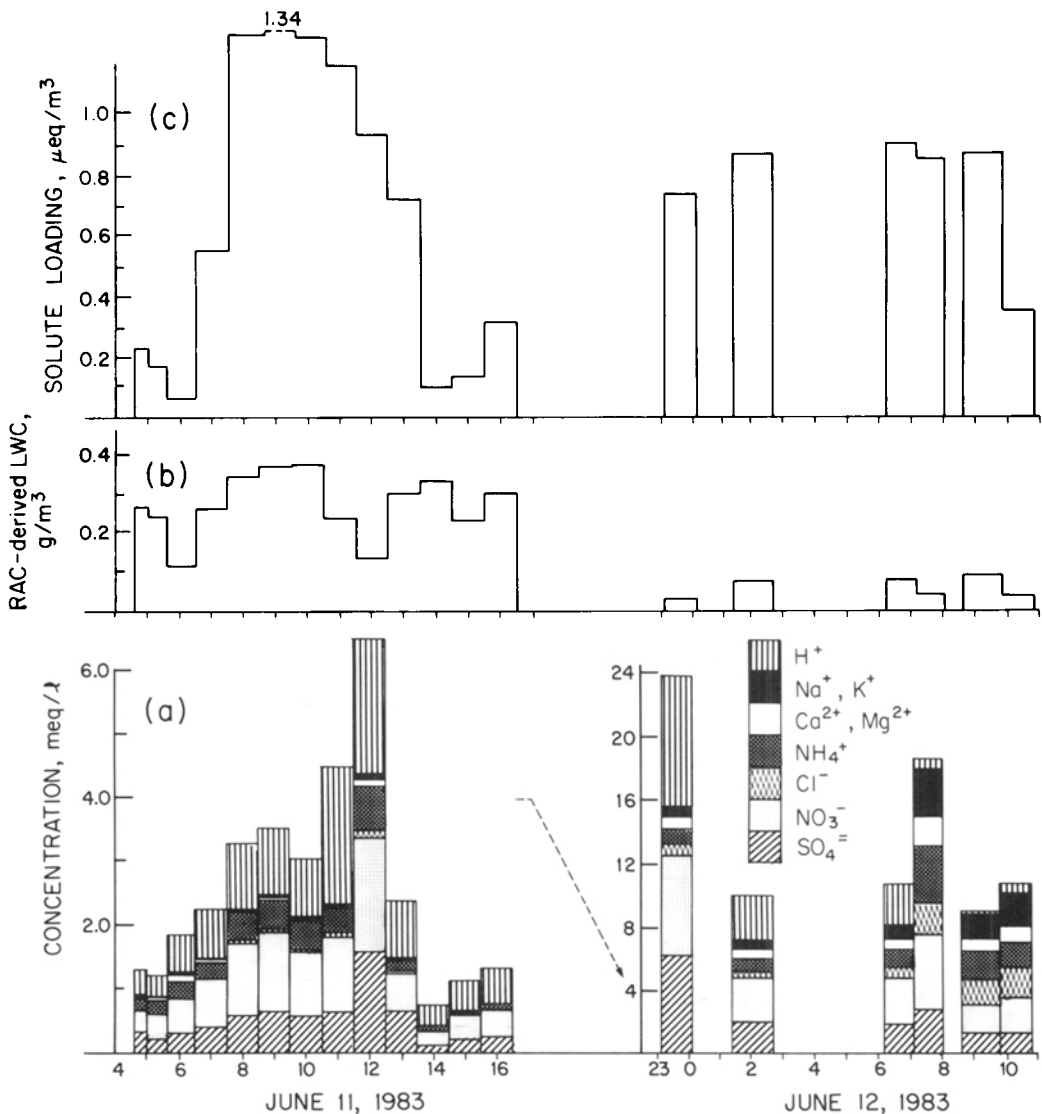 1.34
(c)
1.0
0.8
0.6
0.4
0.2
SOLUTE LOADING, μeq/m³
(b)
0.4
0.2
RAC-derived LWC,
g/m³
(a)
6.0
4.0
2.0
CONCENTRATION, meq/ℓ
24
20
16
12
8
4
H⁺
Na⁺, K⁺
Ca²⁺, Mg²⁺
NH₄⁺
Cl⁻
NO₃⁻
SO₄⁼
4 6 8 10 12 14 16
23 0 2 4 6 8 10
JUNE 11, 1983
JUNE 12, 1983